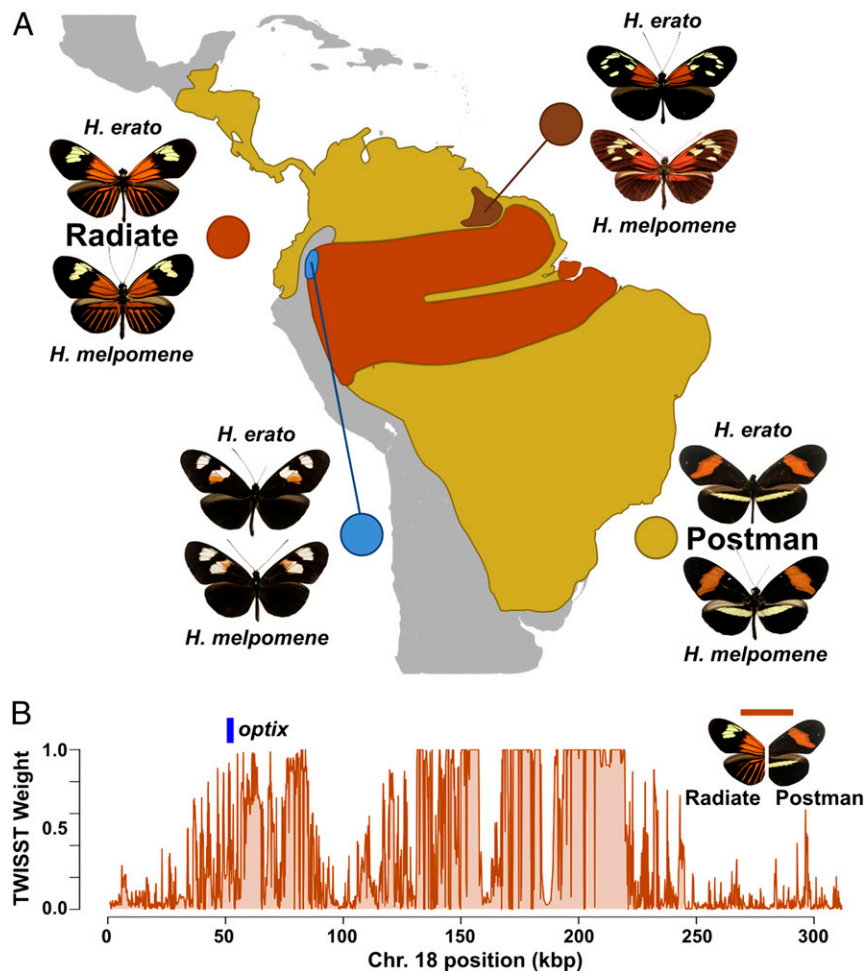 A
H. erato
H. erato
H. melpomene
Radiate
H. melpomene
H. erato
H. melpomene
H. erato
Postman
H. melpomene
B
optix
TWISST Weight
1.0
0.5
0.0
Radiate Postman
0 50 100 150 200 250 300
Chr. 18 position (kbp)